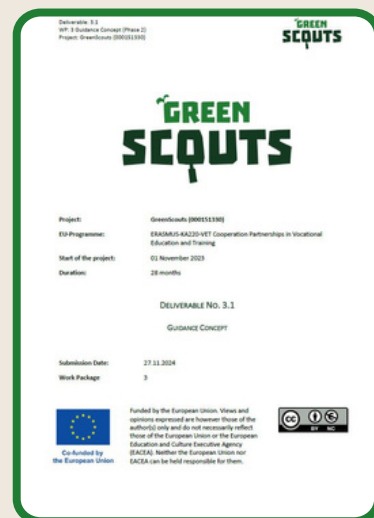 Deliverable: 3.1
WP: 3 Guidance Concept (Phase 2)
Project: GreenScouts (000151330)
GREEN
SCOUTS
GREEN
SCOUTS
Project: GreenScouts (000151330)
EU-Programme: ERASMUS-KA220-VET Cooperation Partnerships in Vocational
Education and Training
Start of the project: 01 November 2023
Duration: 28 months
DELIVERABLE NO. 3.1
GUIDANCE CONCEPT
Submission Date: 27.11.2024
Work Package 3
Co-funded by
the European Union
Funded by the European Union. Views and
opinions expressed are however those of the
author(s) only and do not necessarily reflect
those of the European Union or the European
Education and Culture Executive Agency
(EACEA). Neither the European Union nor
EACEA can be held responsible for them.
CC
BY NC